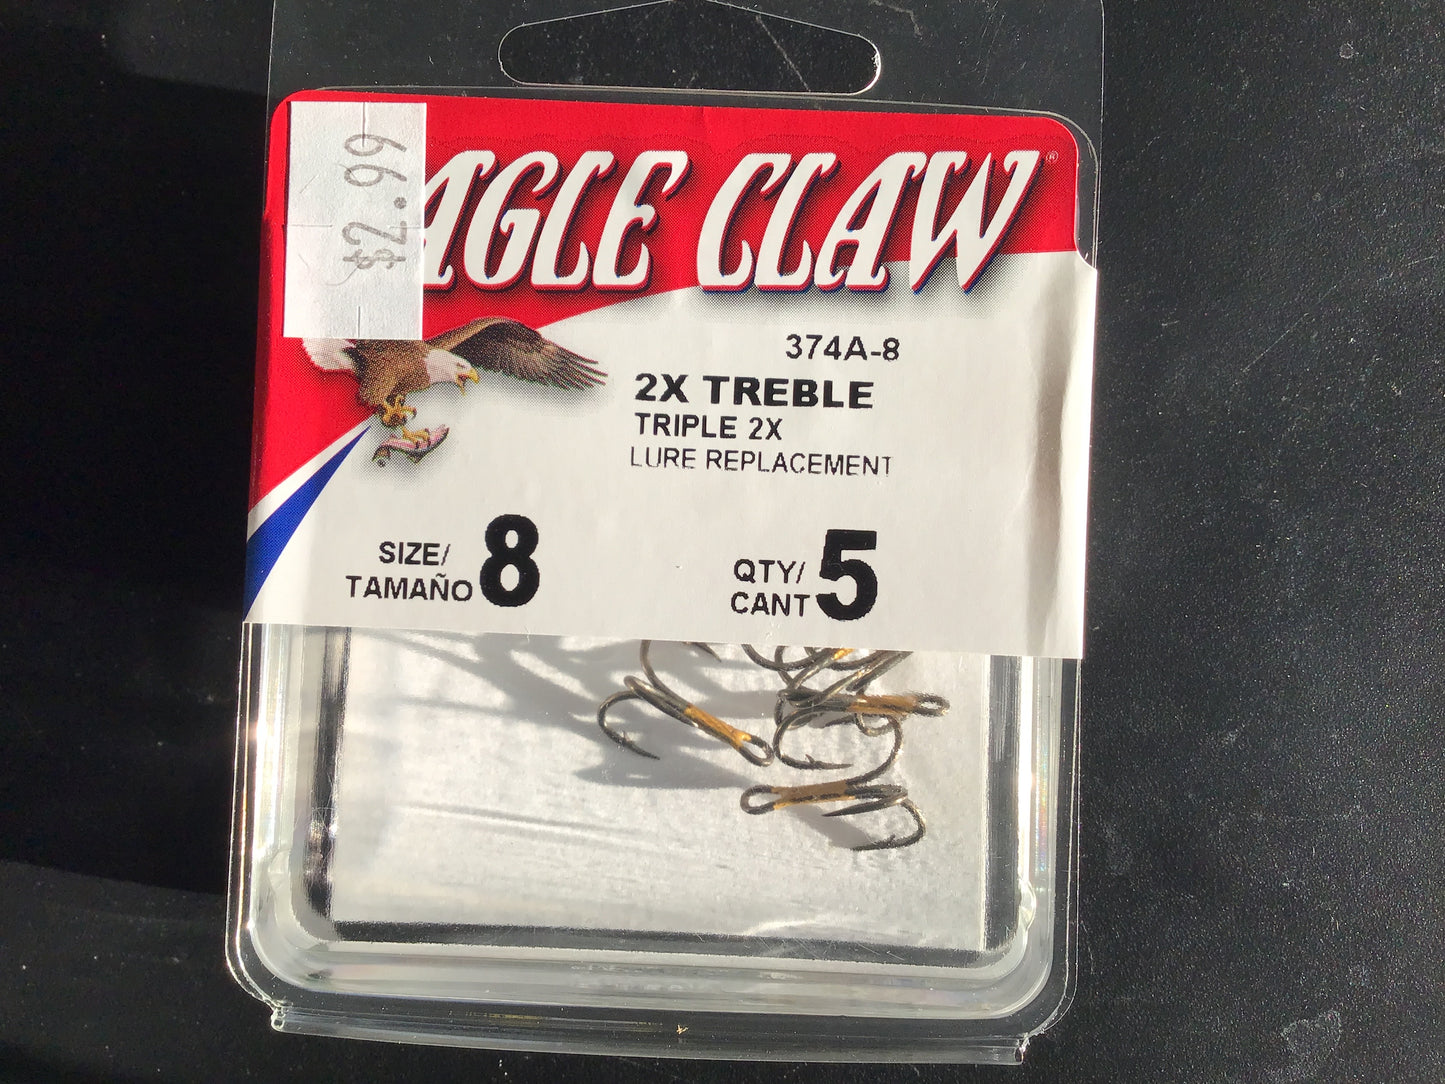 $2.99
AGLE CLAW®
374A-8
2X TREBLE
TRIPLE 2X
LURE REPLACEMENT
SIZE/
TAMAÑO 8
QTY/
CANT 5